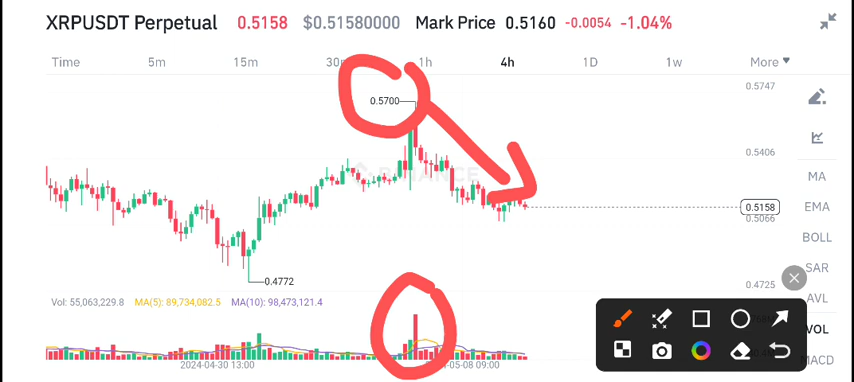 XRPUSDT Perpetual 0.5158 $0.51580000 Mark Price 0.5160 -0.0054 -1.04%
Time 5m 15m 30m 1h 4h 1D 1w More
0.5747
0.5700
0.5406
MA
BINANCE
0.5158
EMA
0.5066
BOLL
SAR
0.4772
0.4725
AVL
Vol: 55,063,229.8 MA(5): 89,734,082.5 MA(10): 98,473,121.4
VOL
MACD
2024-04-30 13:00
-05-08 09:00